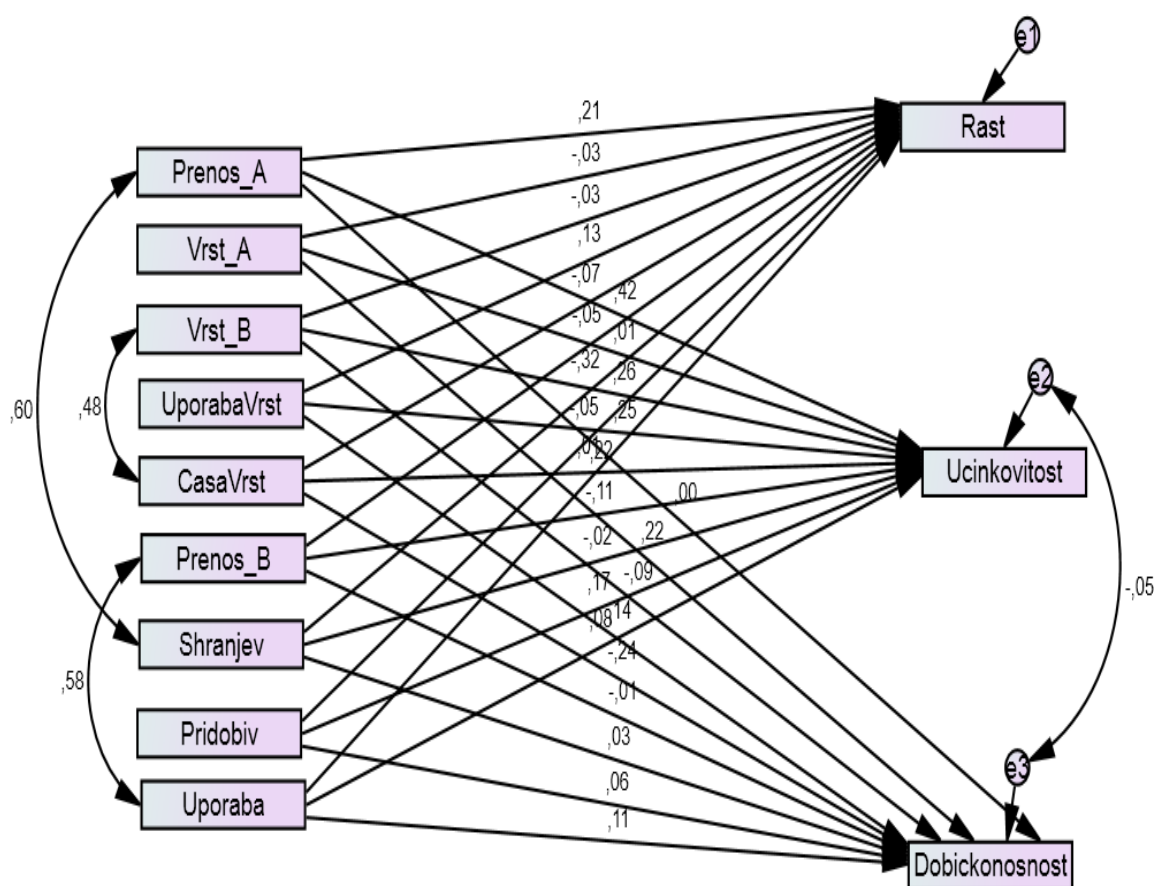 e1
,21
Rast
-,03
Prenos_A
-,03
Vrst_A
,13
-,07
,42
-,05
,01
Vrst_B
-,32
,26
e2
UporabaVrst
,60
,48
-,05
,25
,01
,22
Ucinkovitost
CasaVrst
-,11
,00
-,02
,22
Prenos_B
-,09
,17
-,05
,14
,08
Shranjev
-,24
,58
-,01
Pridobiv
,03
e3
,06
Uporaba
,11
Dobickonosnost